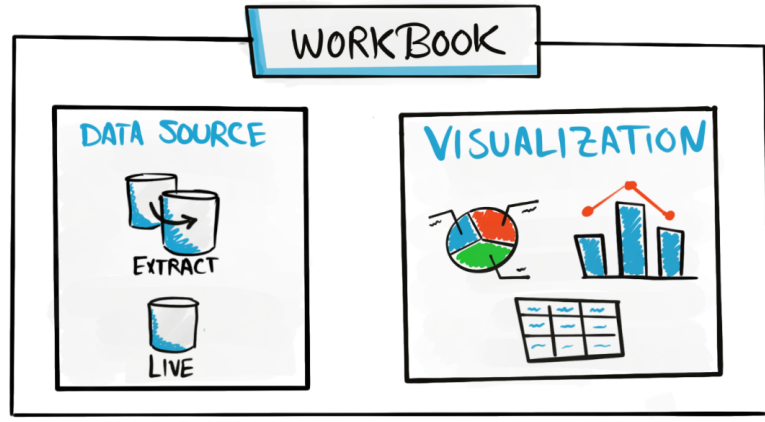 WORKBOOK
DATA SOURCE
EXTRACT
LIVE
VISUALIZATION